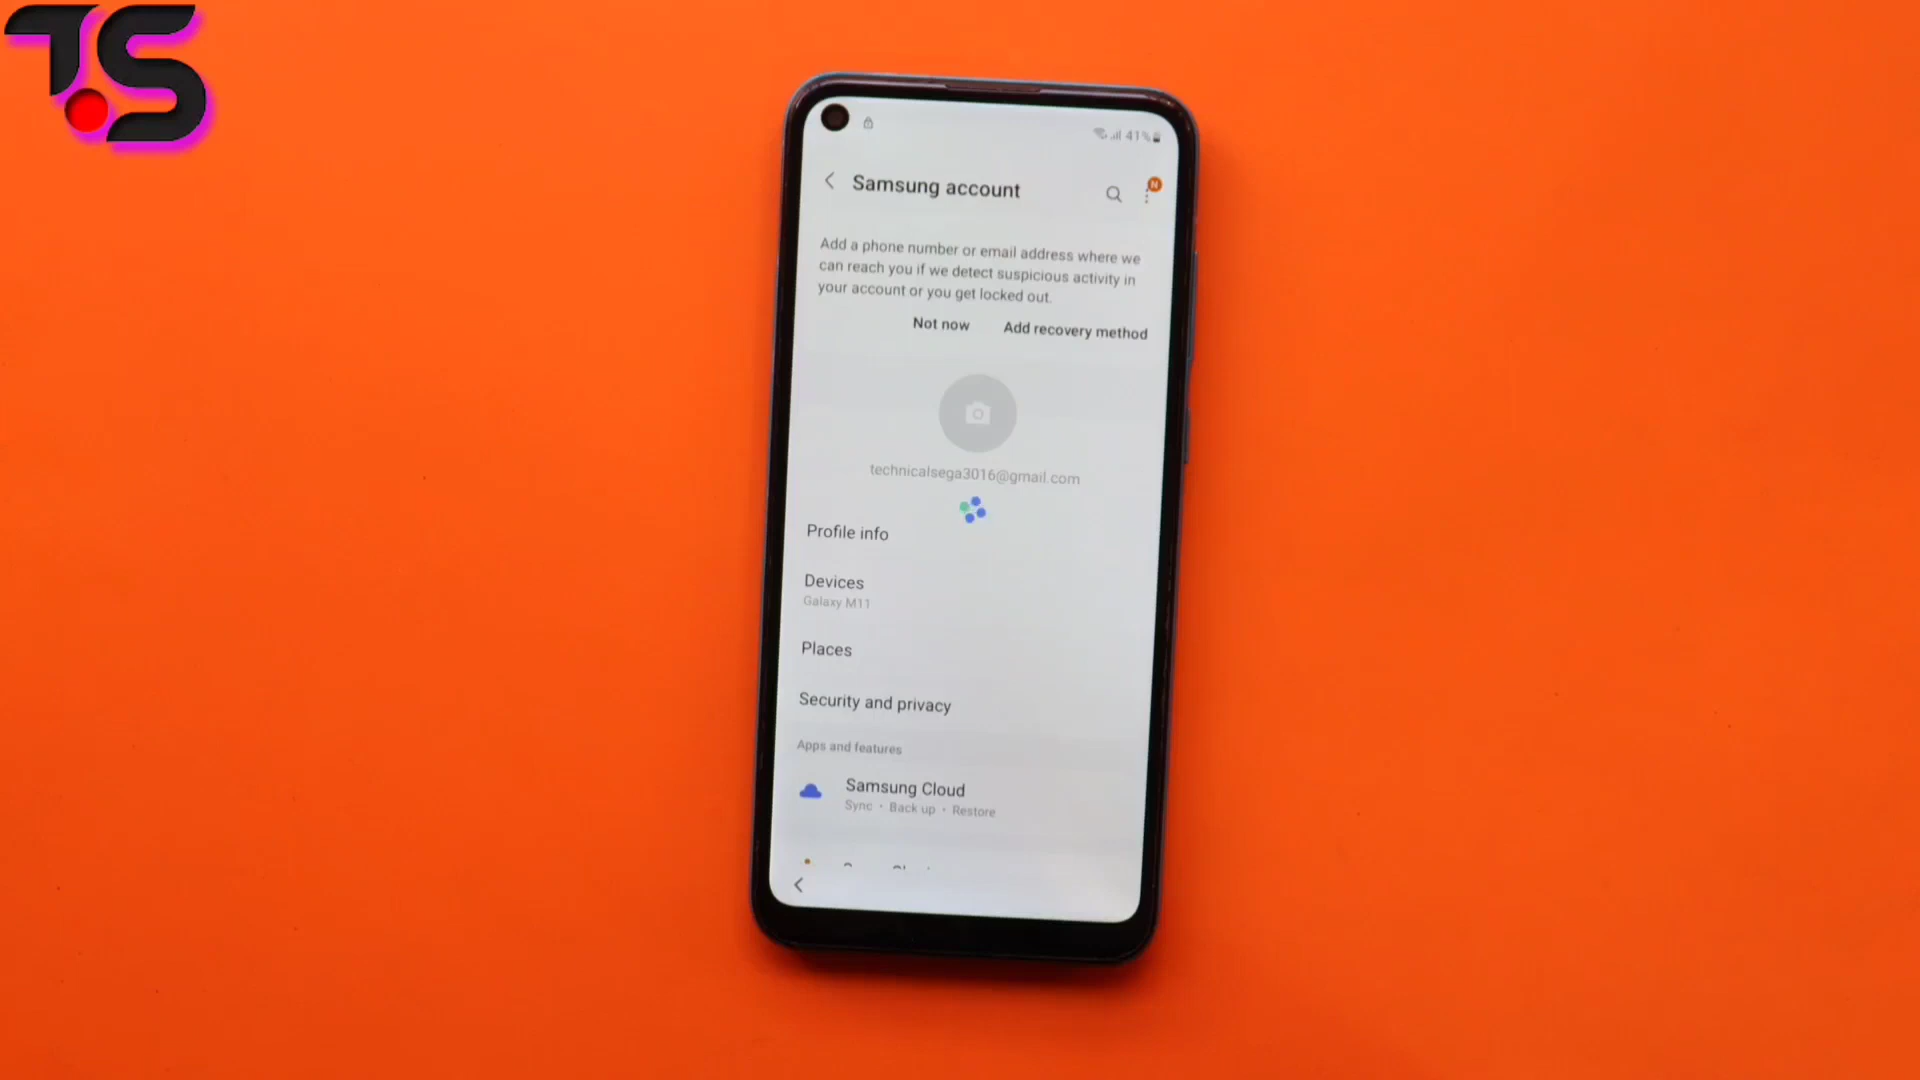 T.S
41%
Samsung account
N
Add a phone number or email address where we
can reach you if we detect suspicious activity in
your account or you get locked out.
Not now
Add recovery method
technicalsega3016@gmail.com
Profile info
Devices
Galaxy M11
Places
Security and privacy
Apps and features
Samsung Cloud
Sync • Back up • Restore